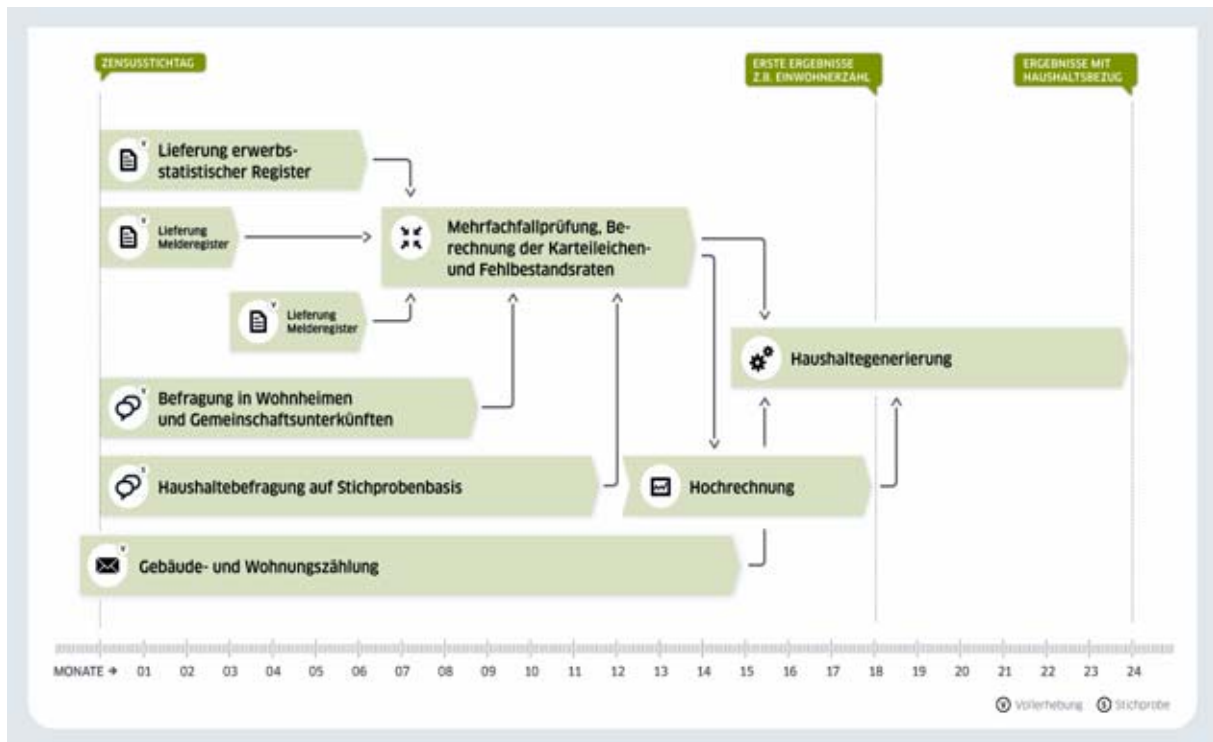 ZENSUSSTICHTAG
ERSTE ERGEBNISSE
Z.B. EINWOHNERZAHL
ERGEBNISSE MIT
HAUSHALTSBEZUG
Lieferung erwerbs-
statistischer Register
Lieferung
Melderegister
Mehrfachfallprüfung, Be-
rechnung der Karteileichen-
und Fehlbestandsraten
Lieferung
Melderegister
Haushaltegenerierung
Befragung in Wohnheimen
und Gemeinschaftsunterkünften
Haushaltebefragung auf Stichprobenbasis
Hochrechnung
Gebäude- und Wohnungszählung
MONATE → 01 02 03 04 05 06 07 08 09 10 11 12 13 14 15 16 17 18 19 20 21 22 23 24
V Vollerhebung S Stichprobe